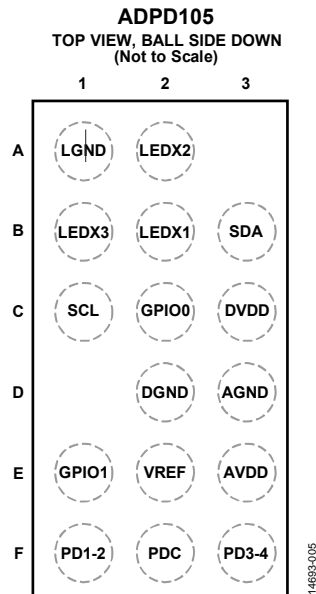 ADPD105
TOP VIEW, BALL SIDE DOWN
(Not to Scale)
1 2 3
A LGND LEDX2
B LEDX3 LEDX1 SDA
C SCL GPIO0 DVDD
D DGND AGND
E GPIO1 VREF AVDD
F PD1-2 PDC PD3-4
14693-005